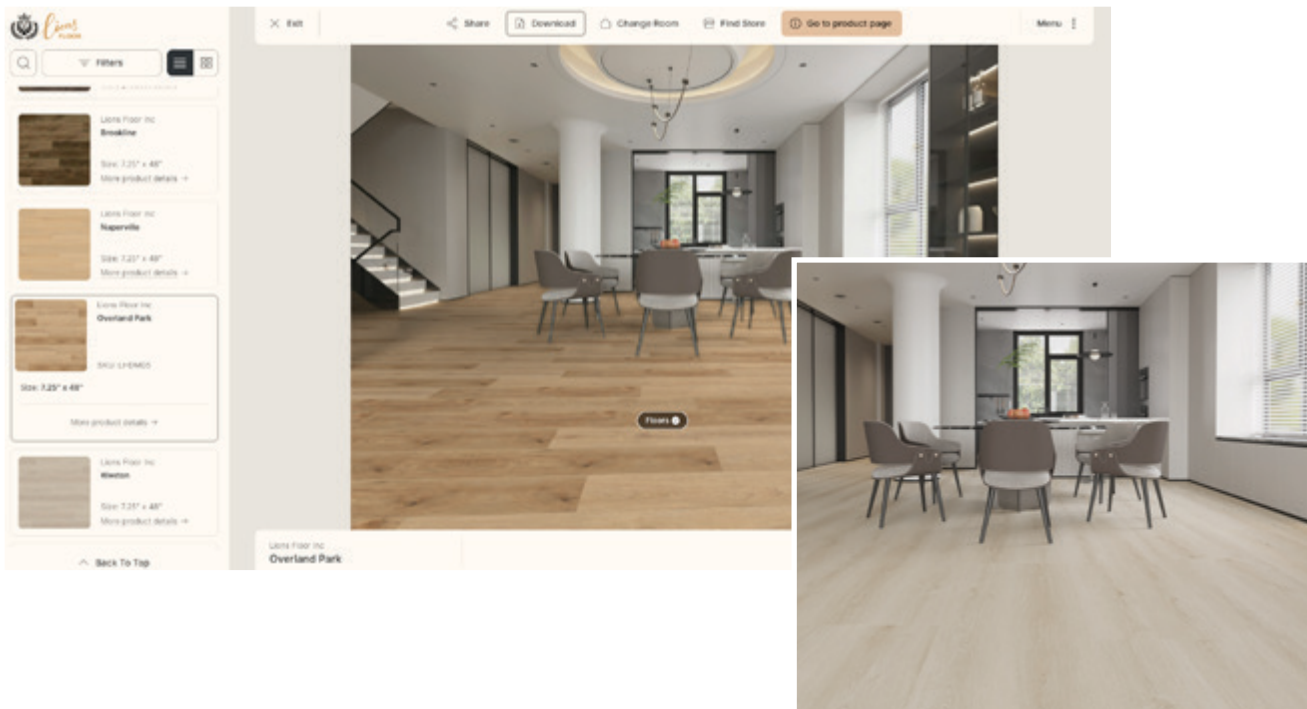 Lions
FLOOR
Exit
Share
Download
Change Room
Find Store
Go to product page
Menu
Filters
Lions Floor Inc
Brookline
Size: 7.25" x 48"
More product details →
Lions Floor Inc
Naperville
Size: 7.25" x 48"
More product details →
Lions Floor Inc
Overland Park
Size: 7.25" x 48"
More product details →
Lions Floor Inc
Size: 7.25" x 48"
More product details →
Back To Top
Floors
Lions Floor Inc
Overland Park